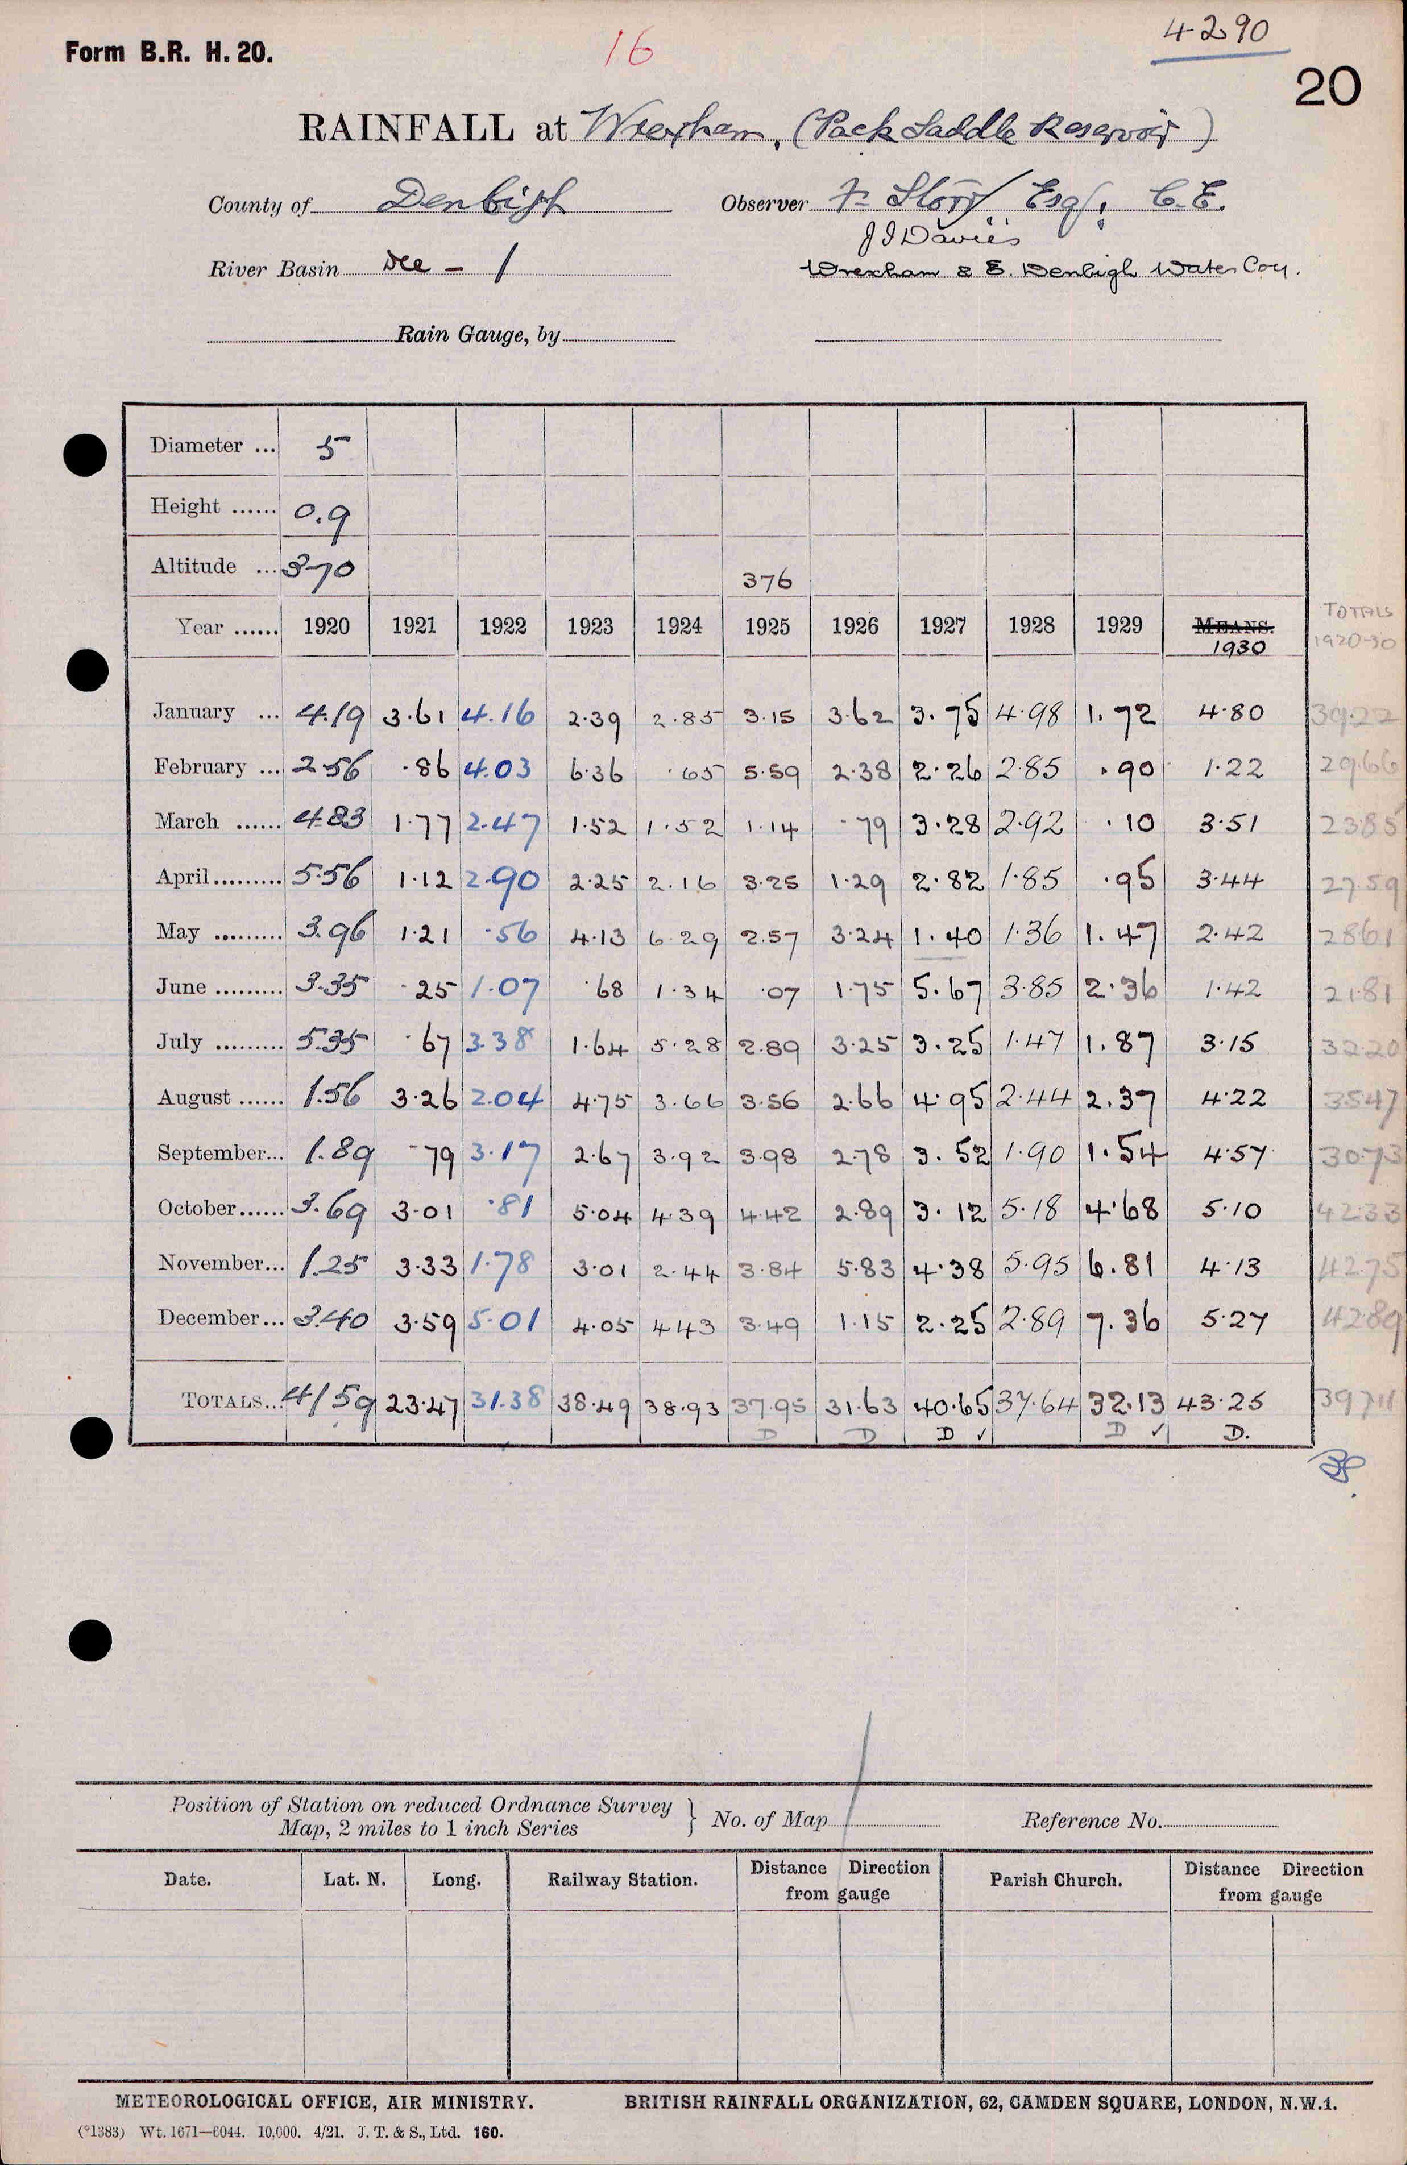 4290
Form B.R. H. 20.
16
20
RAINFALL at Wrexham, (Pack Saddle Reservoir)
County of Denbigh Observer F. Storr Esq. C.E.
J I Davies
River Basin Dee - 1 Wrexham & E. Denbigh Water Coy.
Rain Gauge, by
Diameter ... 5
Height ...... 0.9
Altitude ... 370 376
Year ...... 1920 1921 1922 1923 1924 1925 1926 1927 1928 1929 MEANS. 1930 TOTALS 1920-30
January ... 4.19 3.61 4.16 2.39 2.85 3.15 3.62 3.75 4.98 1.72 4.80 39.22
February ... 2.56 .86 4.03 6.36 .65 5.59 2.38 2.26 2.85 .90 1.22 29.66
March ...... 4.83 1.77 2.47 1.52 1.52 1.14 .79 3.28 2.92 .10 3.51 23.85
April ......... 5.56 1.12 2.90 2.25 2.16 3.25 1.29 2.82 1.85 .95 3.44 27.59
May ......... 3.96 1.21 .56 4.13 6.29 2.57 3.24 1.40 1.36 1.47 2.42 28.61
June ......... 3.35 .25 1.07 .68 1.34 .07 1.75 5.67 3.85 2.36 1.42 21.81
July ......... 5.35 .67 3.38 1.64 5.28 2.89 3.25 3.25 1.47 1.87 3.15 32.20
August ...... 1.56 3.26 2.04 4.75 3.66 3.56 2.66 4.95 2.44 2.37 4.22 35.47
September... 1.89 .79 3.17 2.67 3.92 3.98 2.78 3.52 1.90 1.54 4.57 30.73
October...... 3.69 3.01 .81 5.04 4.39 4.42 2.89 3.12 5.18 4.68 5.10 42.33
November... 1.25 3.33 1.78 3.01 2.44 3.84 5.83 4.38 5.95 6.81 4.13 42.75
December... 3.40 3.59 5.01 4.05 4.43 3.49 1.15 2.25 2.89 7.36 5.27 42.89
TOTALS... 41.59 23.47 31.38 38.49 38.93 37.95 31.63 40.65 37.64 32.13 43.25 397.11
D D D ✓ D ✓ D.
Position of Station on reduced Ordnance Survey
Map, 2 miles to 1 inch Series } No. of Map Reference No.
Date. Lat. N. Long. Railway Station. Distance Direction from gauge Parish Church. Distance Direction from gauge
METEOROLOGICAL OFFICE, AIR MINISTRY. BRITISH RAINFALL ORGANIZATION, 62, CAMDEN SQUARE, LONDON, N.W.1.
(*1383) Wt. 1671—6044. 10,000. 4/21. J. T. & S., Ltd. 160.